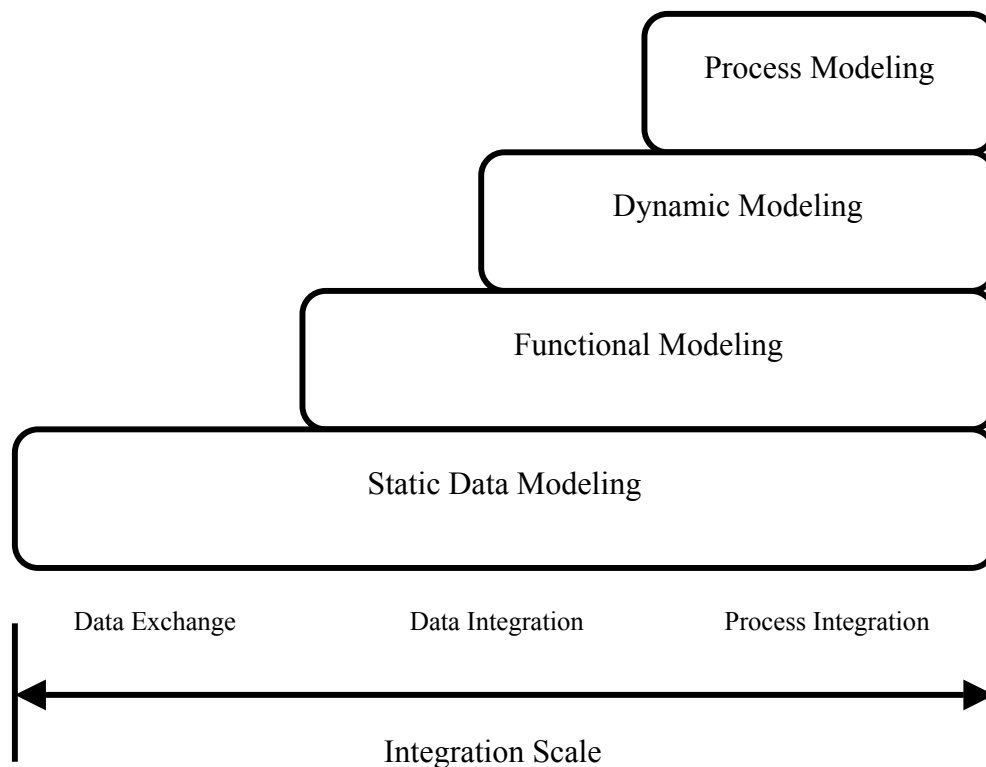 Process Modeling
Dynamic Modeling
Functional Modeling
Static Data Modeling
Data Exchange
Data Integration
Process Integration
Integration Scale